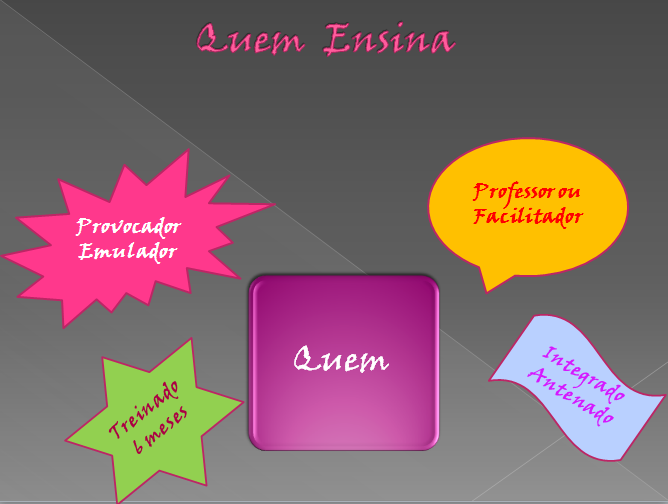 Quem Ensina
Provocador
Emulador
Professor ou
Facilitador
Quem
Integrado
Antenado
Treinado
6 meses